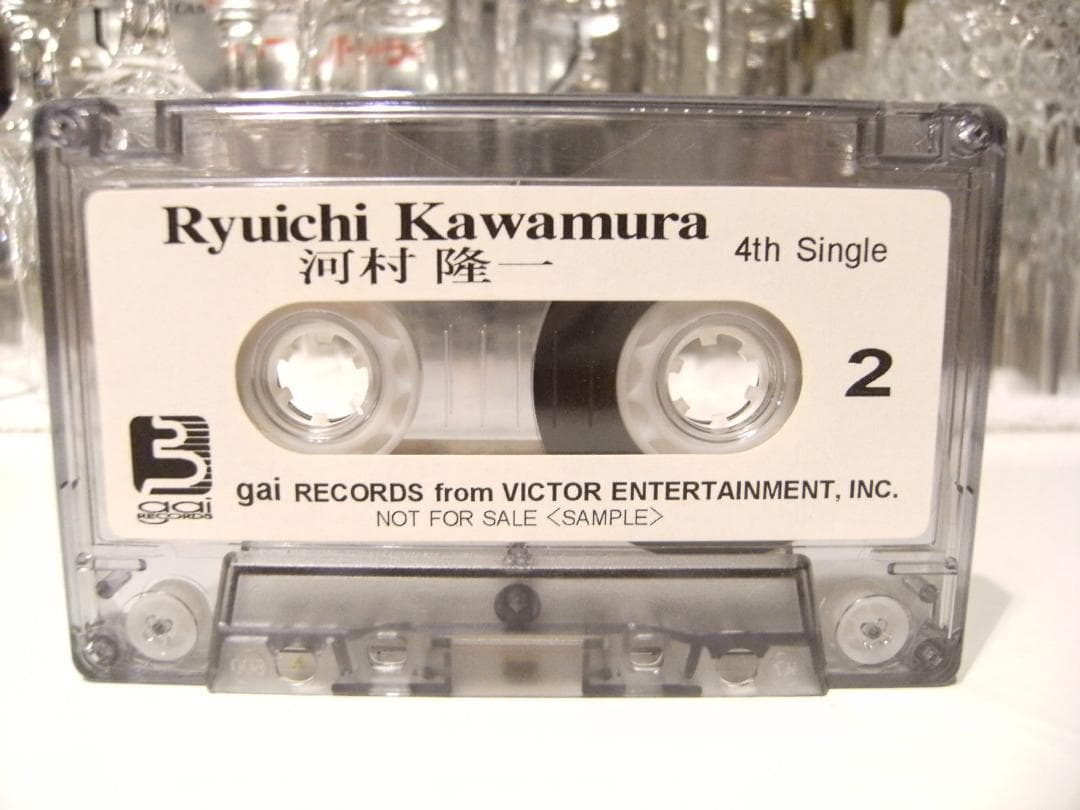 Ryuichi Kawamura
河村 隆一
4th Single
2
gai
RECORDS
gai RECORDS from VICTOR ENTERTAINMENT, INC.
NOT FOR SALE <SAMPLE>